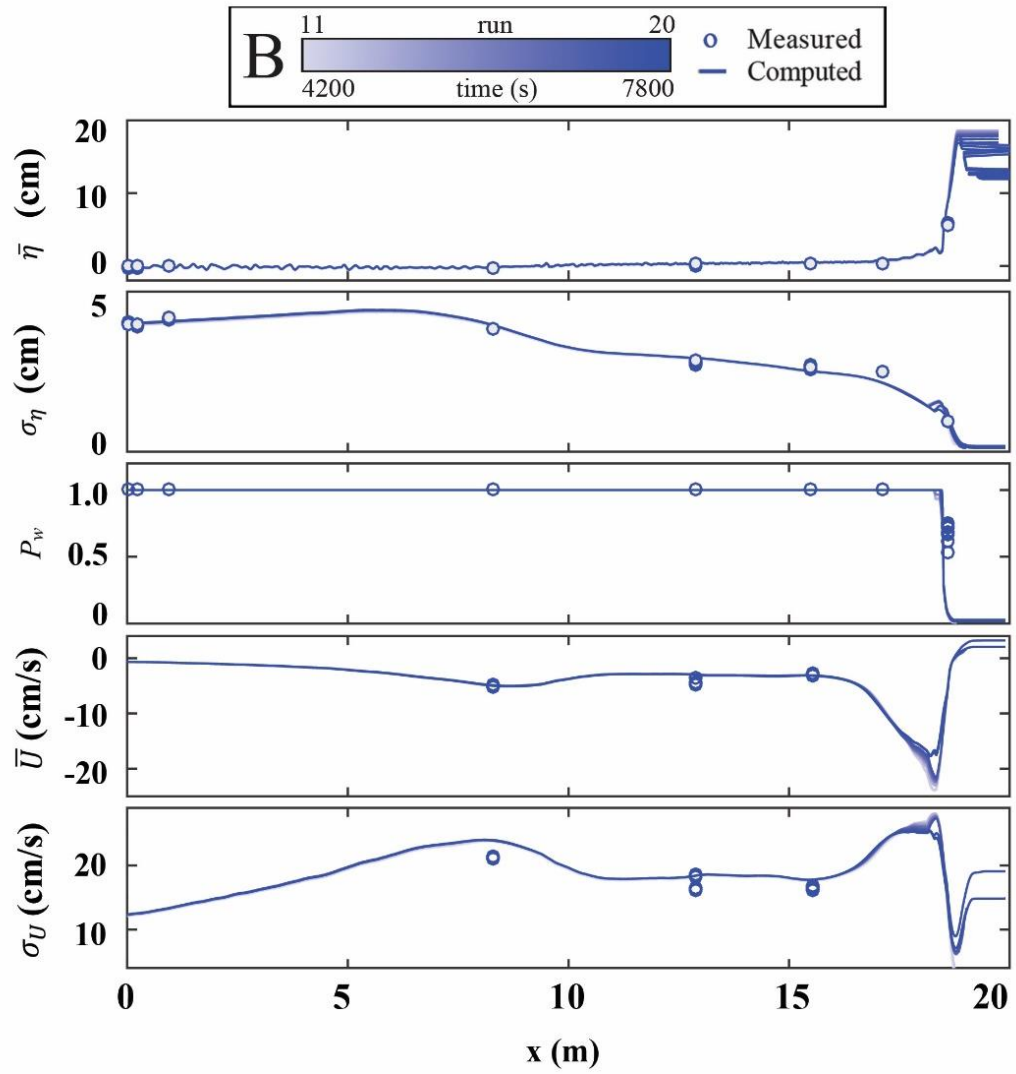 B
11 run 20
4200 time (s) 7800
Measured
Computed
η̄ (cm)
20
10
0
σ_η (cm)
5
0
P_w
1.0
0.5
0
U̅ (cm/s)
0
-10
-20
σ_U (cm/s)
20
10
0 5 10 15 20
x (m)